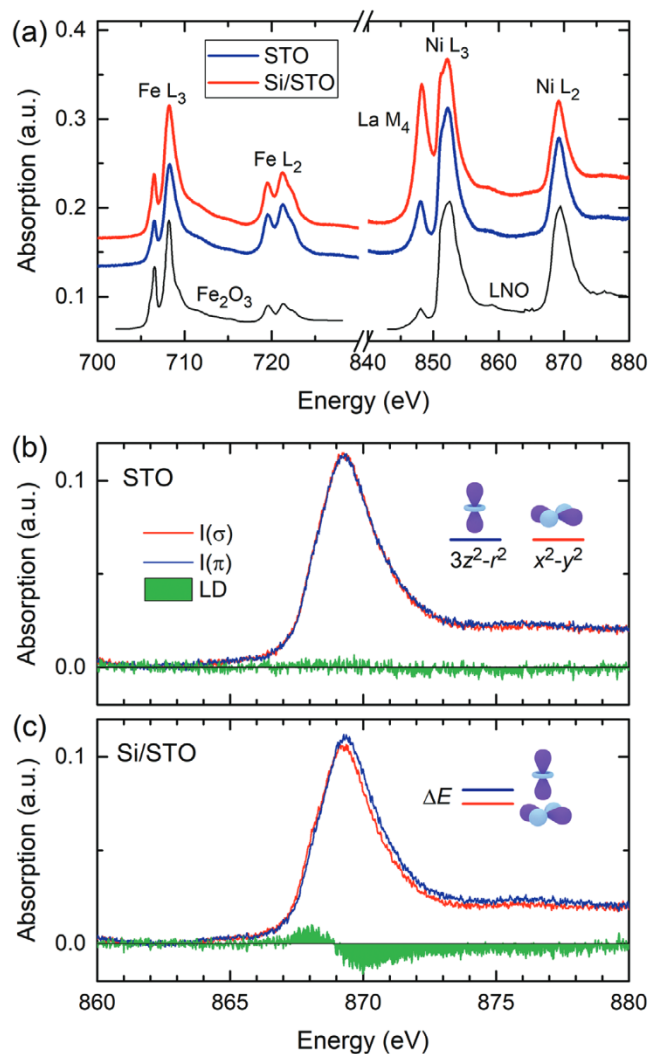 (a)
Absorption (a.u.)
0.4
0.3
0.2
0.1
STO
Si/STO
Fe L3
Fe L2
La M4
Ni L3
Ni L2
Fe2O3
LNO
700 710 720 840 850 860 870 880
Energy (eV)
(b)
STO
Absorption (a.u.)
0.1
0.0
I(σ)
I(π)
LD
3z²-r² x²-y²
(c)
Si/STO
Absorption (a.u.)
0.1
0.0
ΔE
860 865 870 875 880
Energy (eV)